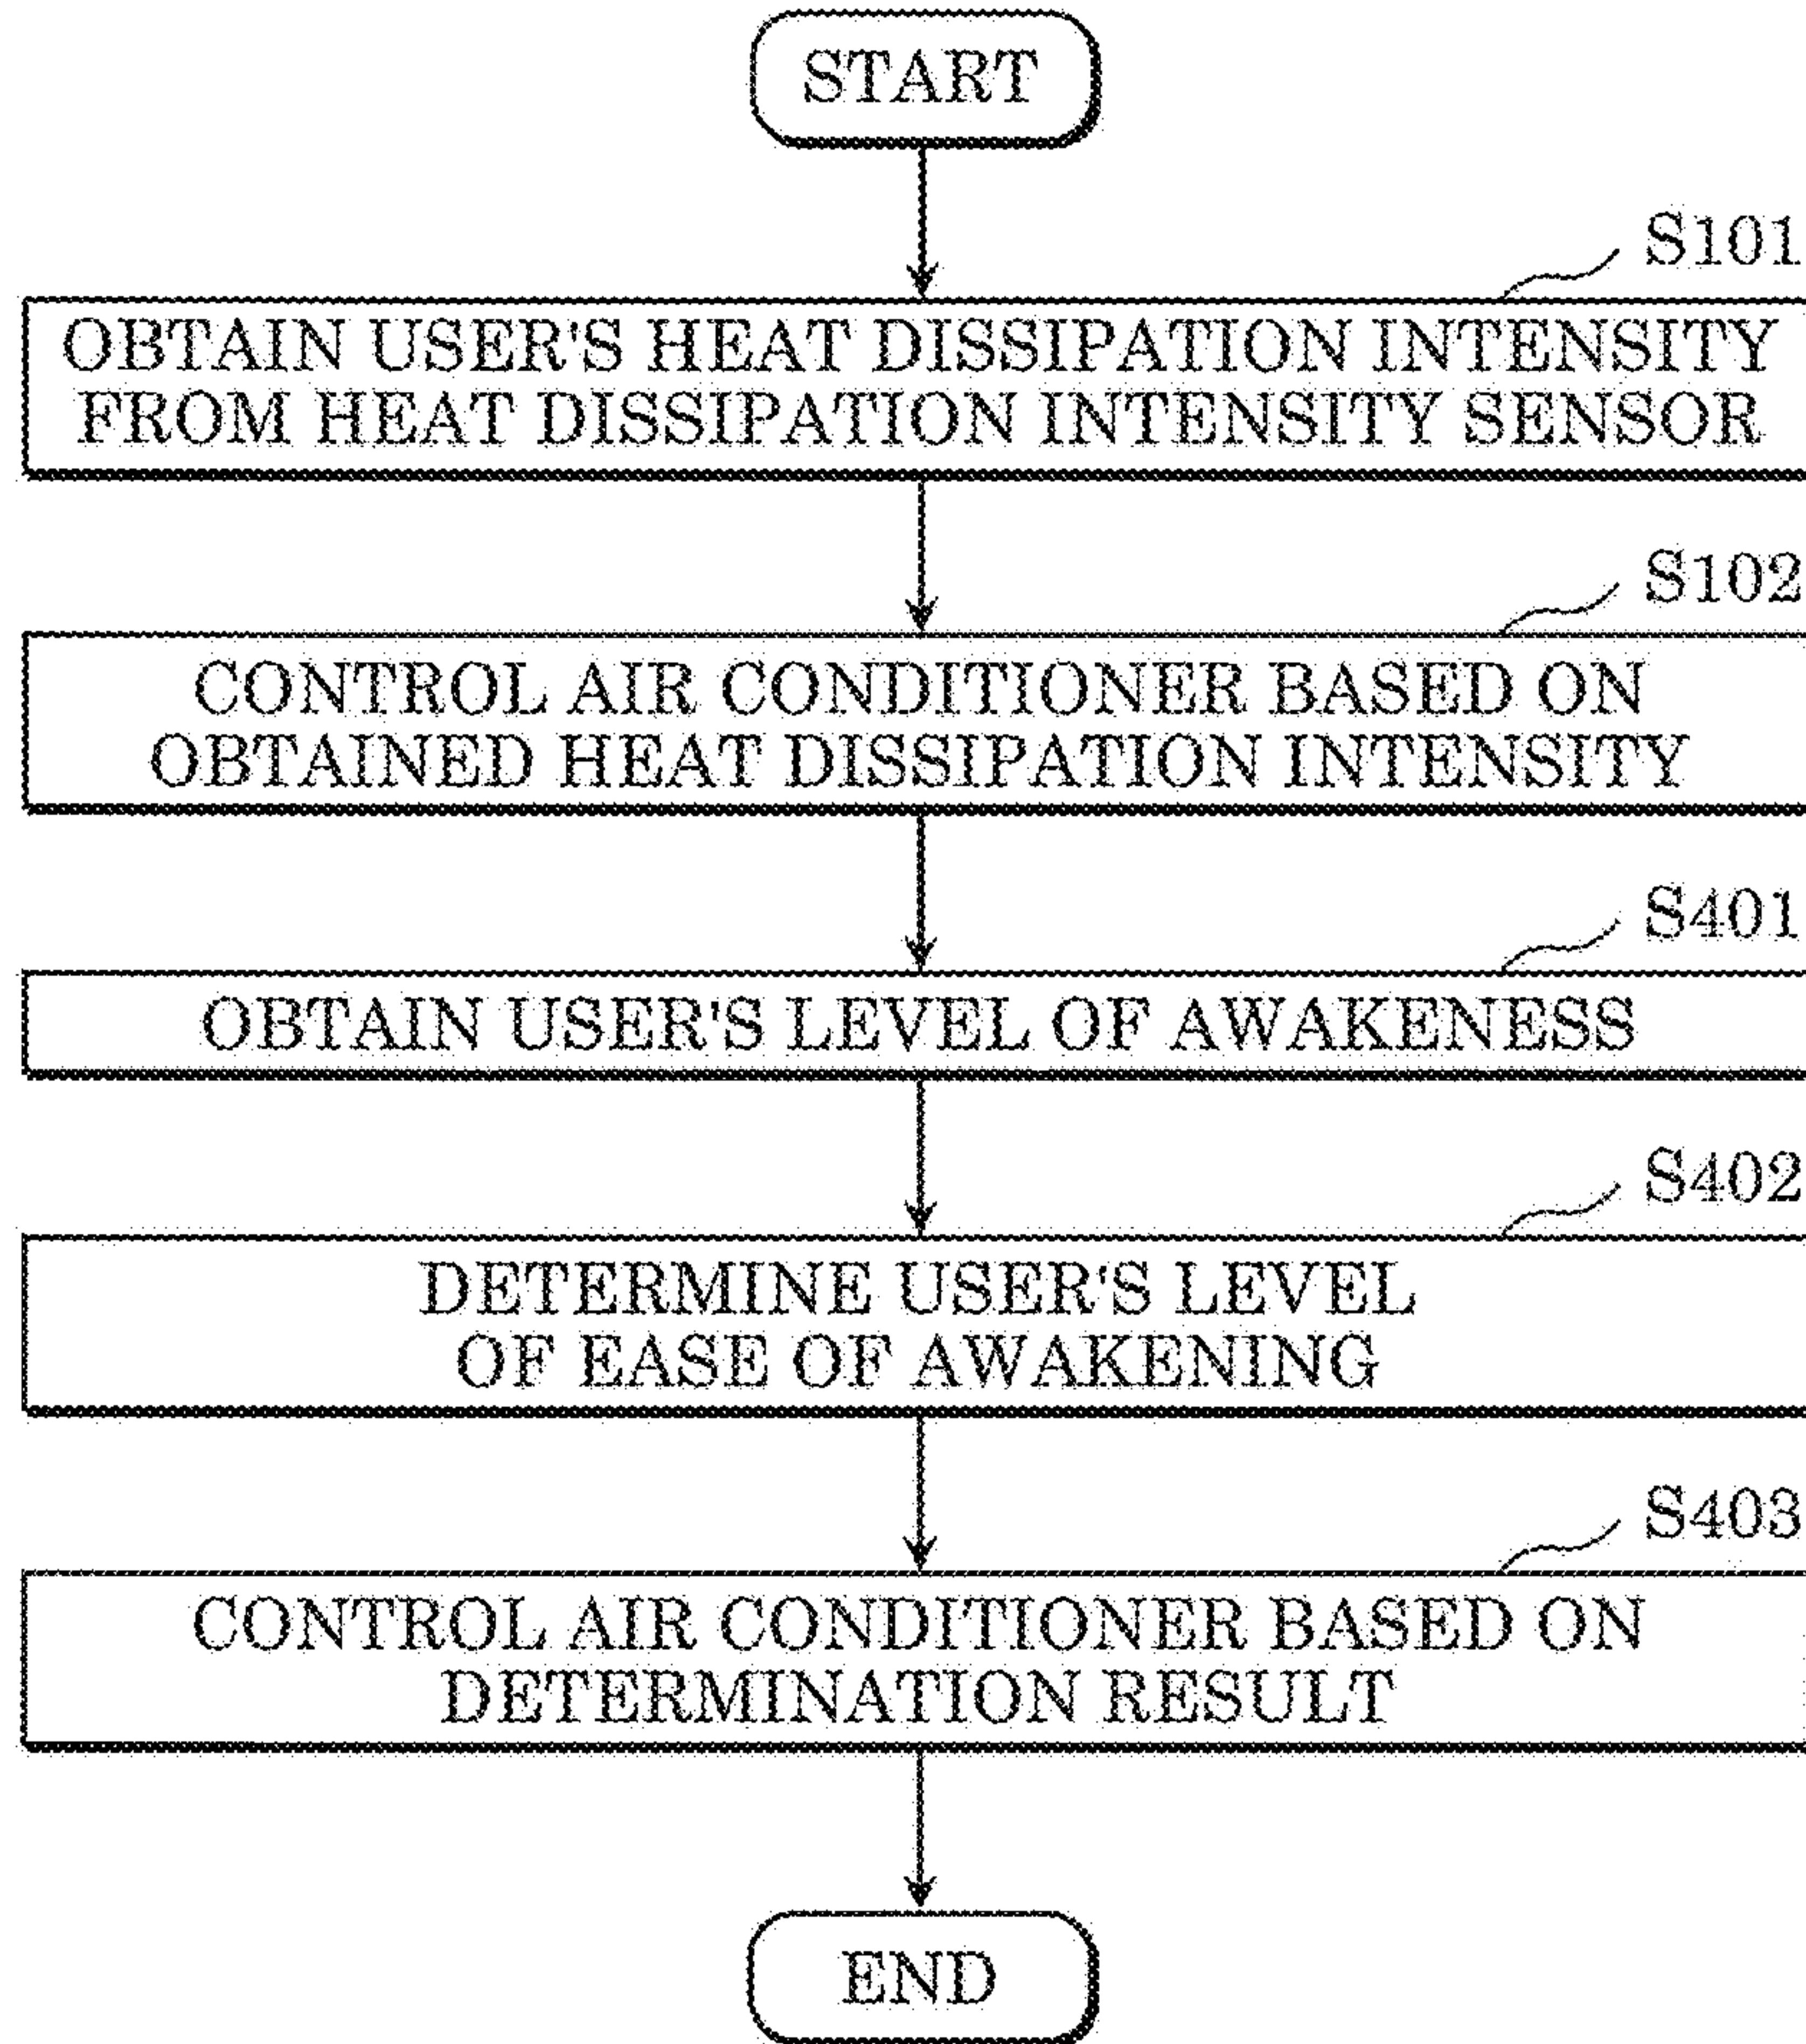 START
S101
OBTAIN USER'S HEAT DISSIPATION INTENSITY
FROM HEAT DISSIPATION INTENSITY SENSOR
S102
CONTROL AIR CONDITIONER BASED ON
OBTAINED HEAT DISSIPATION INTENSITY
S401
OBTAIN USER'S LEVEL OF AWAKENESS
S402
DETERMINE USER'S LEVEL
OF EASE OF AWAKENING
S403
CONTROL AIR CONDITIONER BASED ON
DETERMINATION RESULT
END